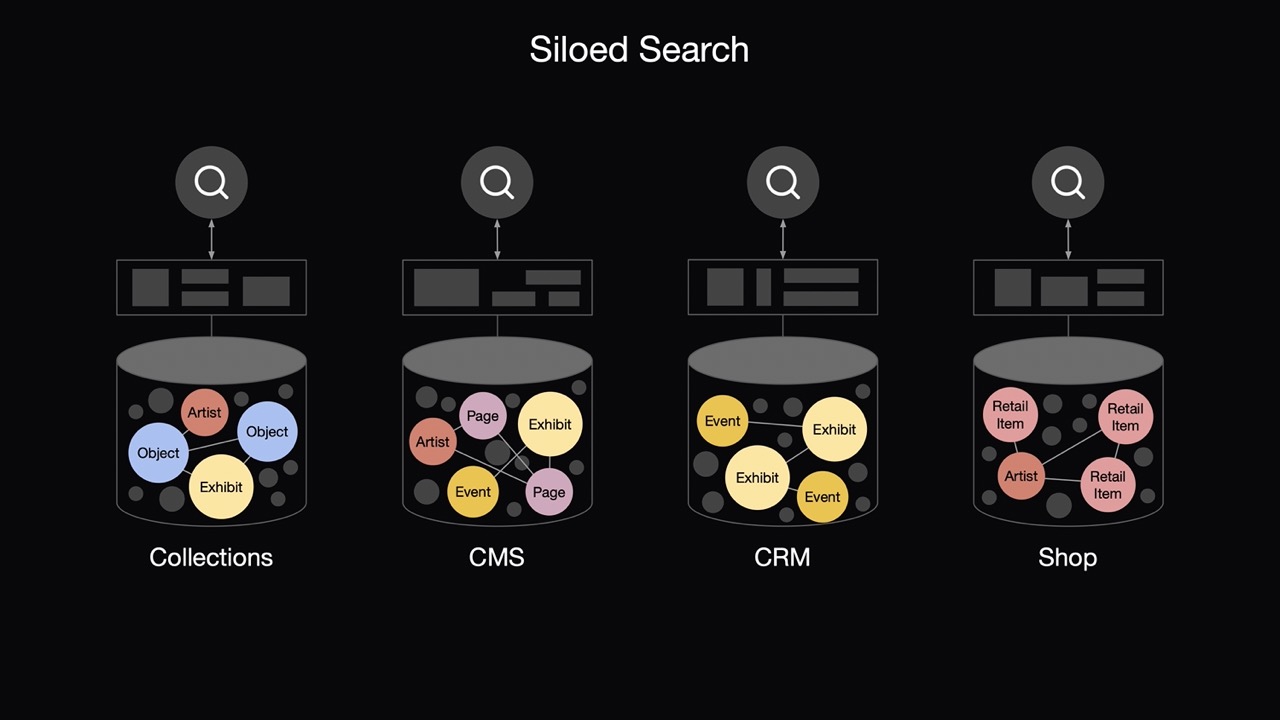 Siloed Search
Artist
Object
Object
Exhibit
Collections
Page
Exhibit
Artist
Event
Page
CMS
Event
Exhibit
Exhibit
Event
CRM
Retail
Item
Retail
Item
Artist
Retail
Item
Shop